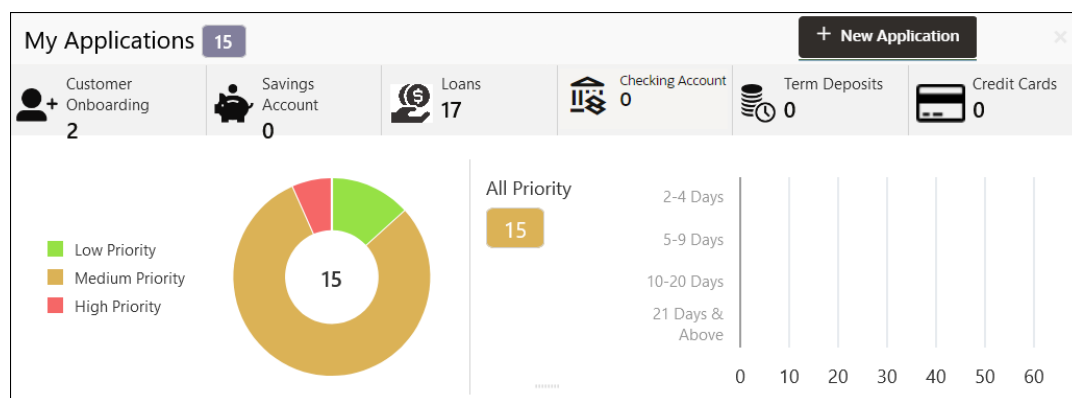 My Applications 15
+ New Application
×
Customer
Onboarding
2
Savings
Account
0
Loans
17
Checking Account
0
Term Deposits
0
Credit Cards
0
Low Priority
Medium Priority
High Priority
15
All Priority
15
2-4 Days
5-9 Days
10-20 Days
21 Days &
Above
0 10 20 30 40 50 60